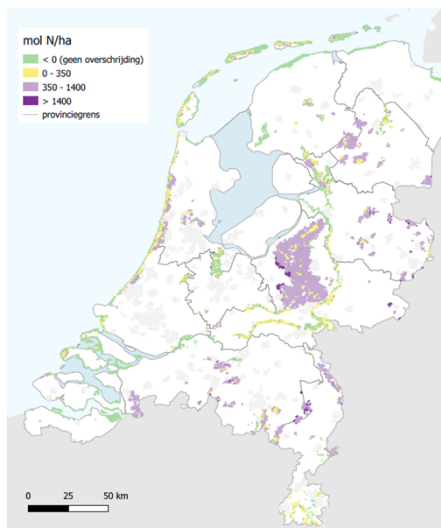 mol N/ha
< 0 (geen overschrijding)
0 - 350
350 - 1400
> 1400
provinciegrens
0 25 50 km